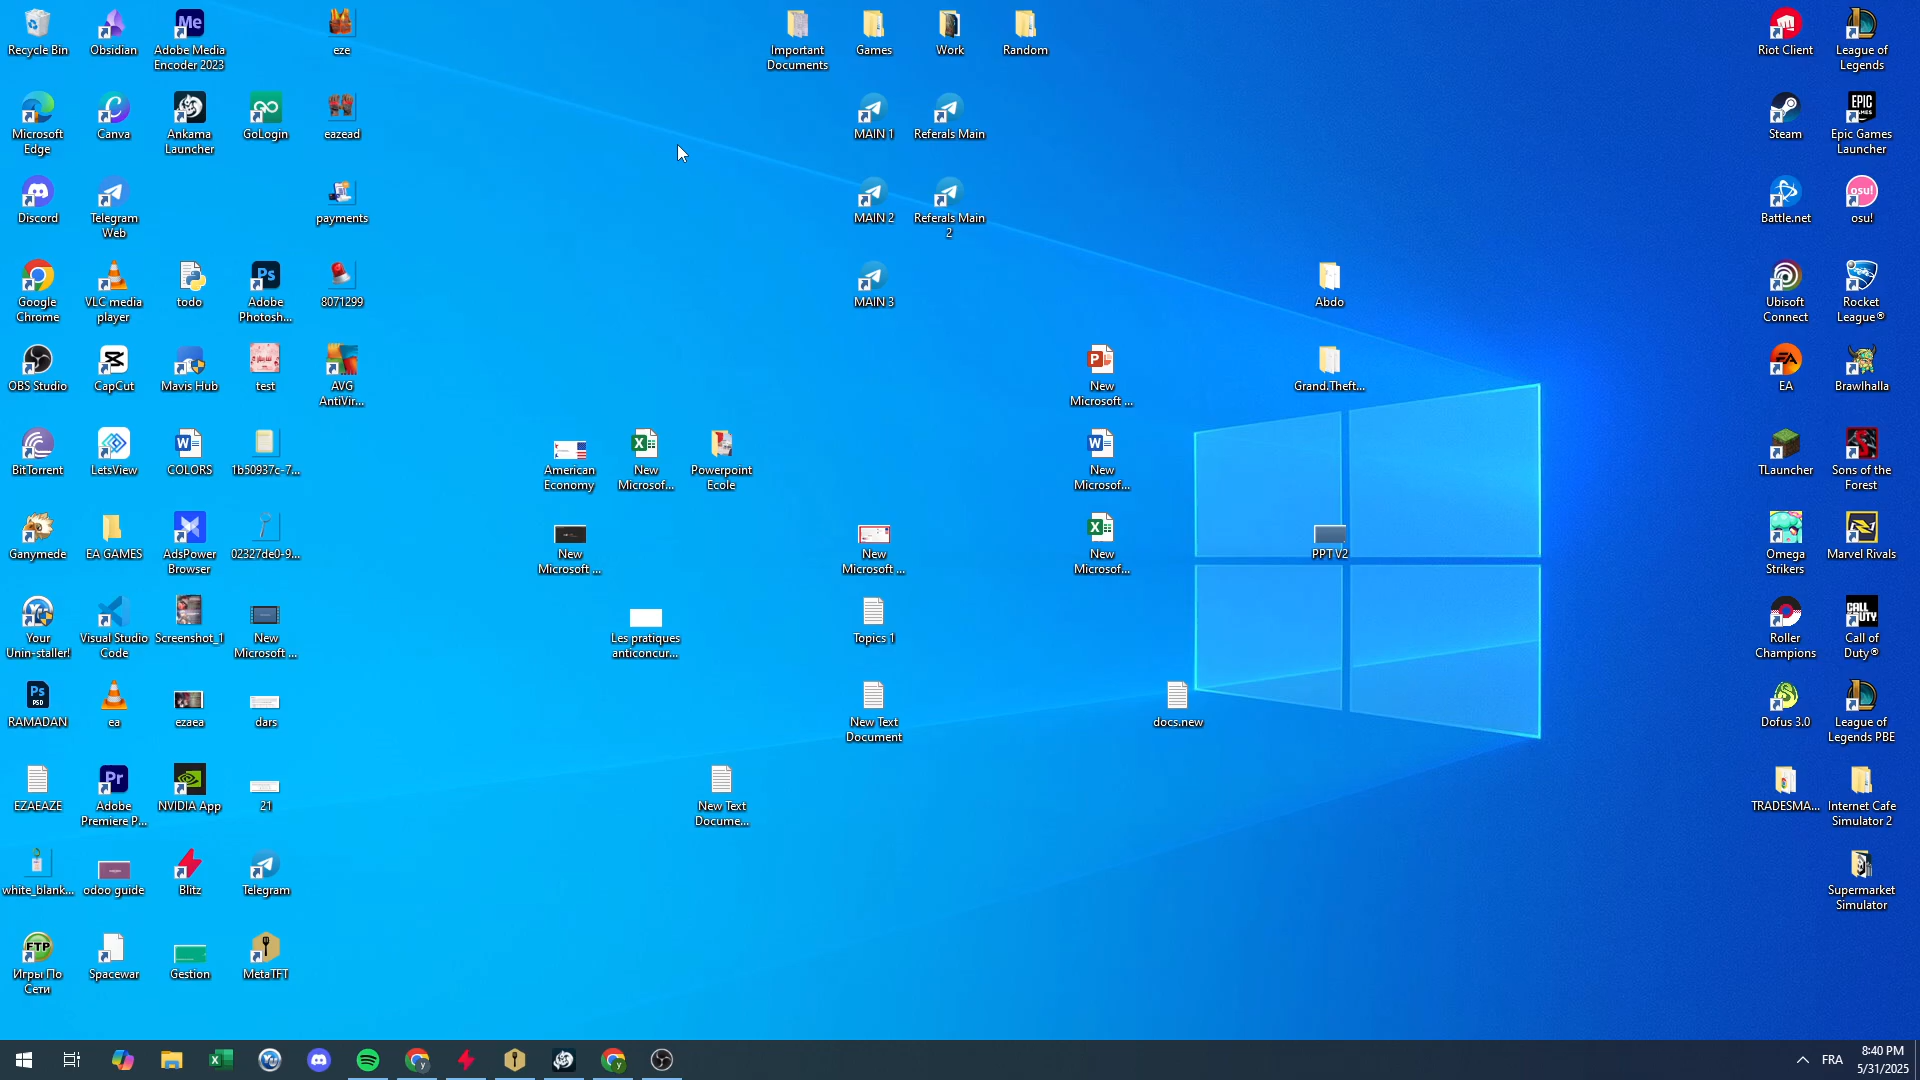 Recycle Bin
Obsidian
Adobe Media
Encoder 2023
eze
Important
Documents
Games
Work
Random
Riot Client
League of
Legends
Microsoft
Edge
Canva
Ankama
Launcher
GoLogin
eazead
MAIN 1
Referals Main
Steam
Epic Games
Launcher
Discord
Telegram
Web
payments
MAIN 2
Referals Main
2
Battle.net
osu!
Google
Chrome
VLC media
player
todo
Adobe
Photosh...
8071299
MAIN 3
Abdo
Ubisoft
Connect
Rocket
League®
OBS Studio
CapCut
Mavis Hub
test
AVG
AntiVir...
New
Microsoft ...
Grand.Theft...
EA
Brawlhalla
BitTorrent
LetsView
COLORS
1b50937c-7...
American
Economy
New
Microsof...
Powerpoint
Ecole
New
Microsof...
TLauncher
Sons of the
Forest
Ganymede
EA GAMES
AdsPower
Browser
02327de0-9...
New
Microsoft ...
New
Microsoft ...
New
Microsof...
PPT V2
Omega
Strikers
Marvel Rivals
Your
Unin-staller!
Visual Studio
Code
Screenshot_1
New
Microsoft ...
Les pratiques
anticoncur...
Topics 1
Roller
Champions
Call of
Duty®
RAMADAN
ea
ezaea
dars
New Text
Document
docs.new
Dofus 3.0
League of
Legends PBE
EZAEAZE
Adobe
Premiere P...
NVIDIA App
21
New Text
Docume...
TRADESMA...
Internet Cafe
Simulator 2
white_blank...
odoo guide
Blitz
Telegram
Supermarket
Simulator
Игры По
Сети
Spacewar
Gestion
MetaTFT
FRA
8:40 PM
5/31/2025